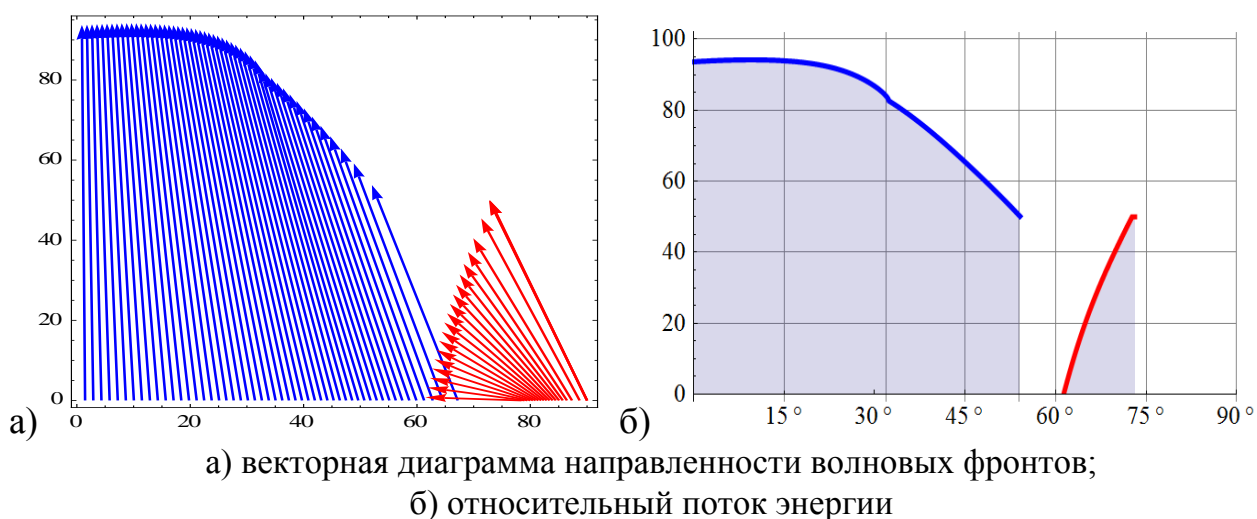 80
60
40
20
0
0 20 40 60 80
а)
100
80
60
40
20
0
15° 30° 45° 60° 75° 90°
б)
а) векторная диаграмма направленности волновых фронтов;
б) относительный поток энергии